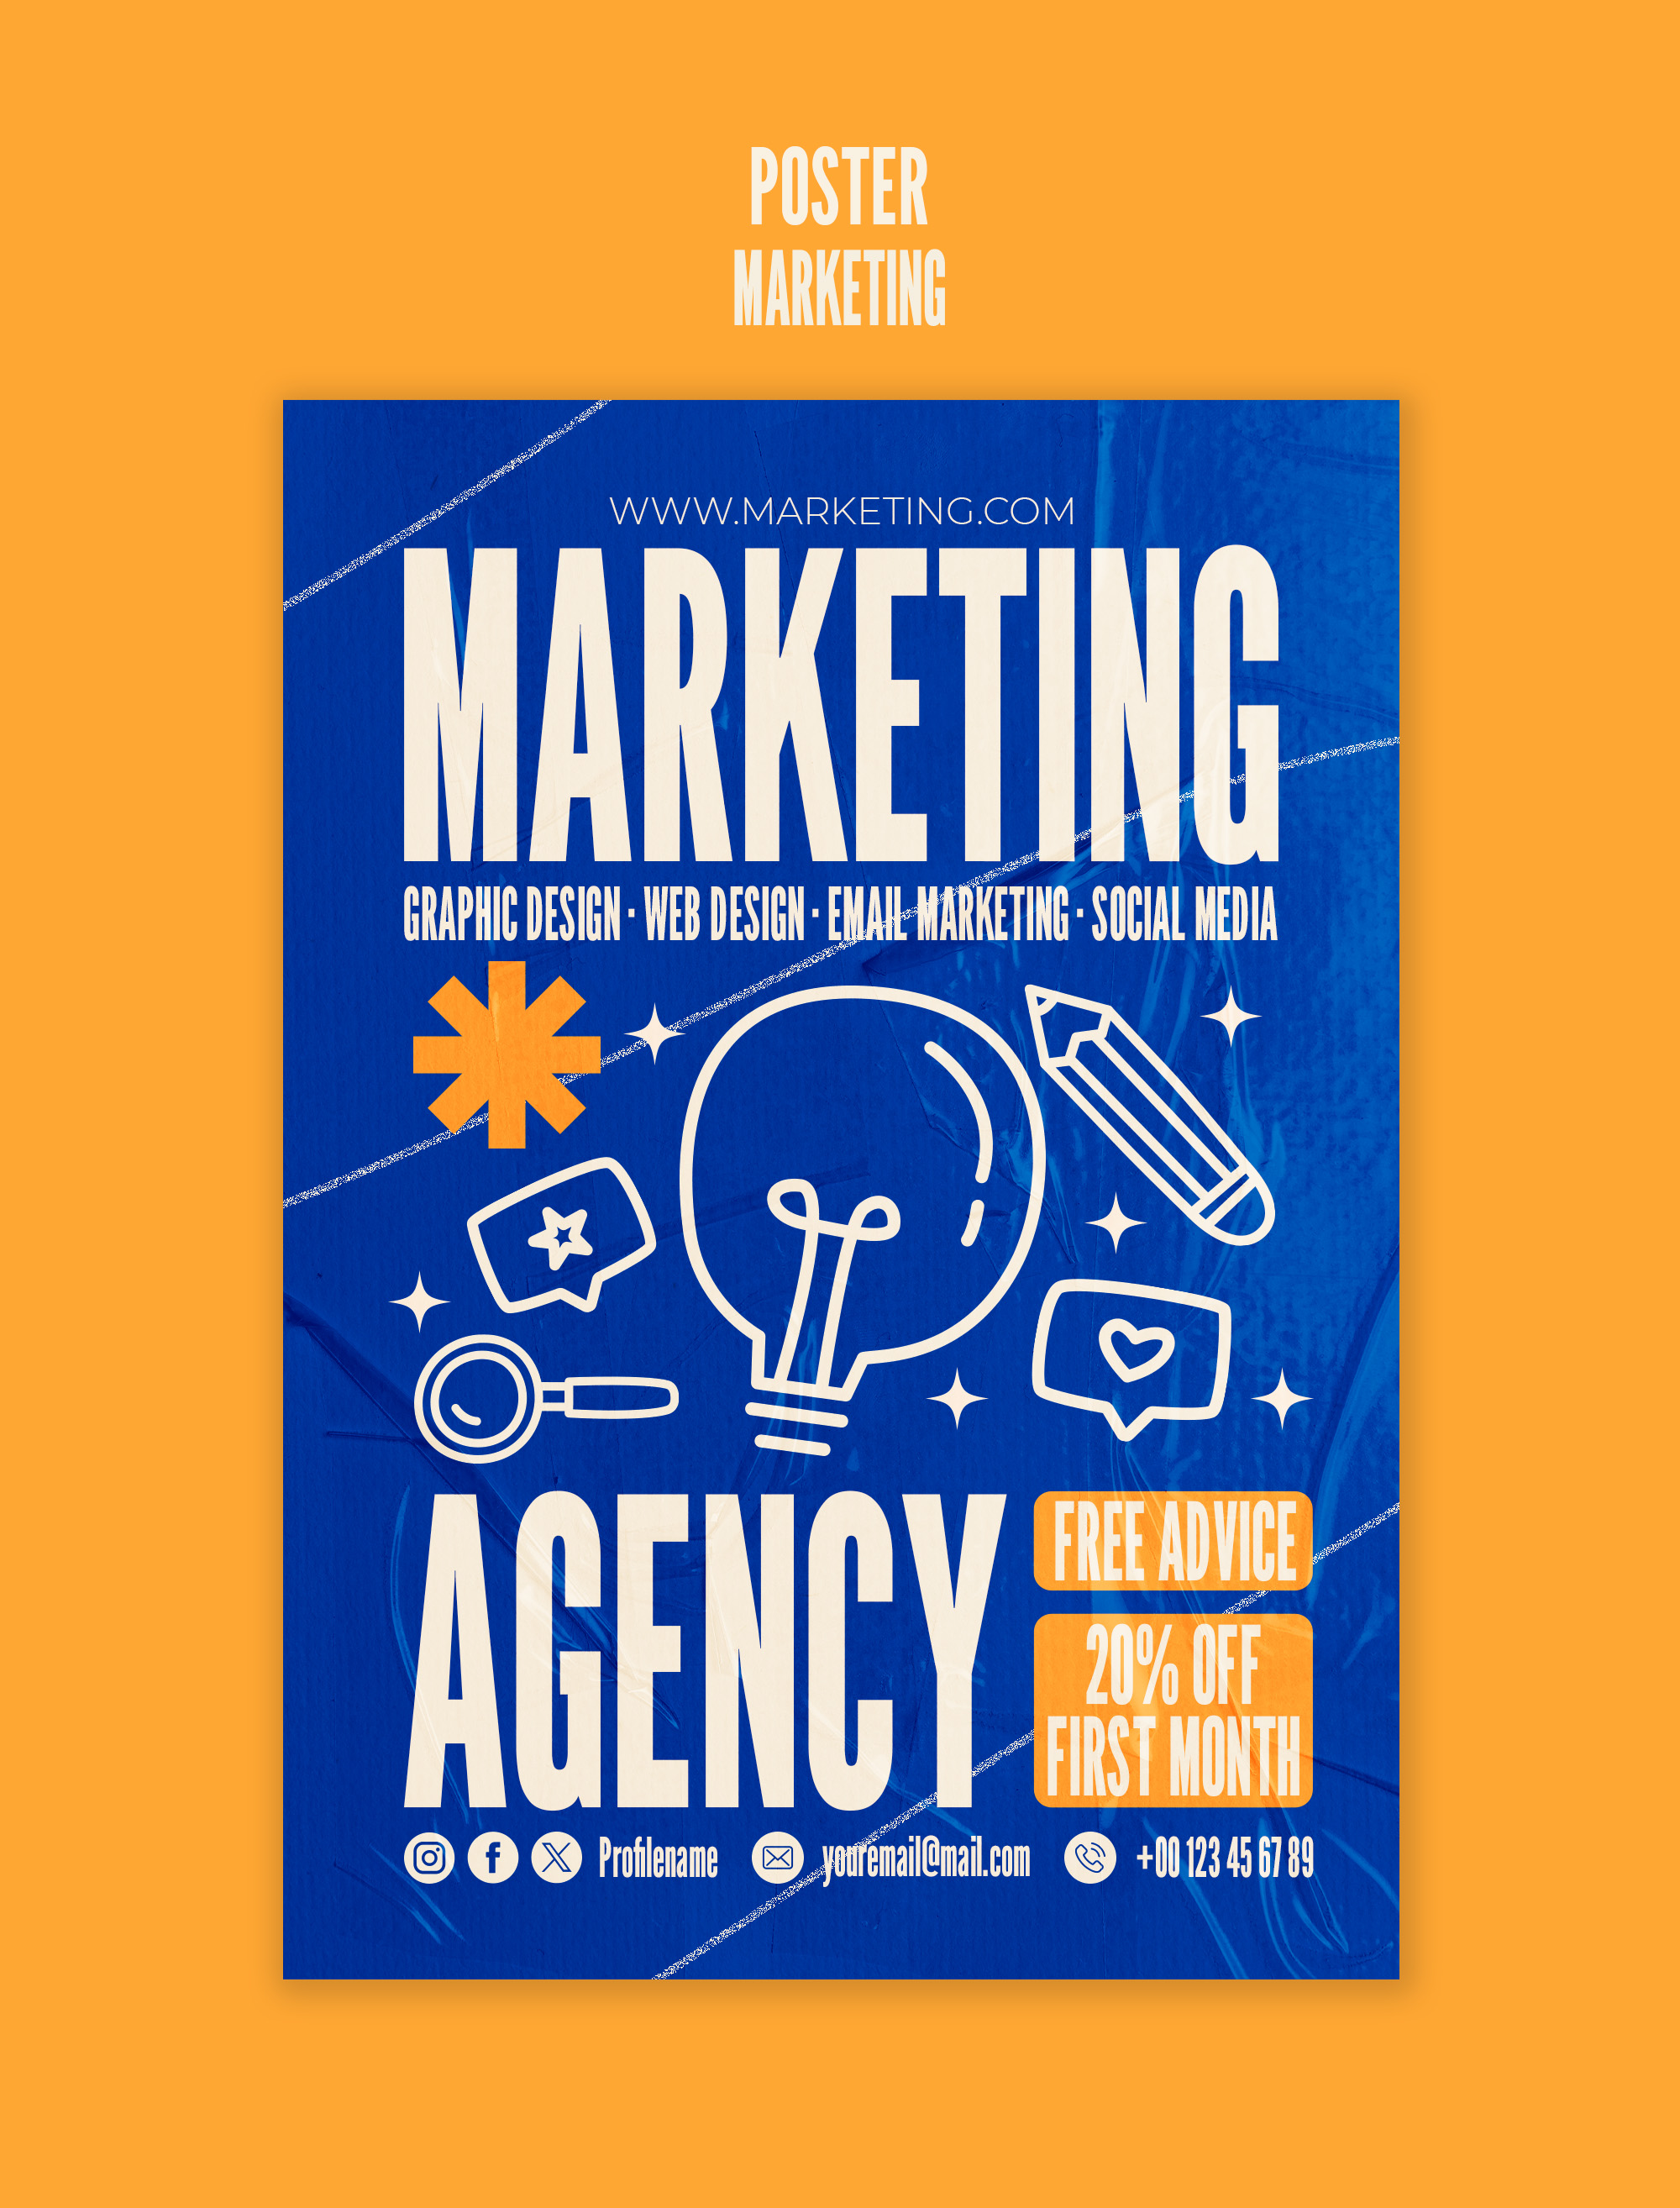 POSTER
MARKETING
WWW.MARKETING.COM
MARKETING
GRAPHIC DESIGN · WEB DESIGN · EMAIL MARKETING · SOCIAL MEDIA
AGENCY
FREE ADVICE
20% OFF
FIRST MONTH
Profilename youremail@mail.com +00 123 45 67 89